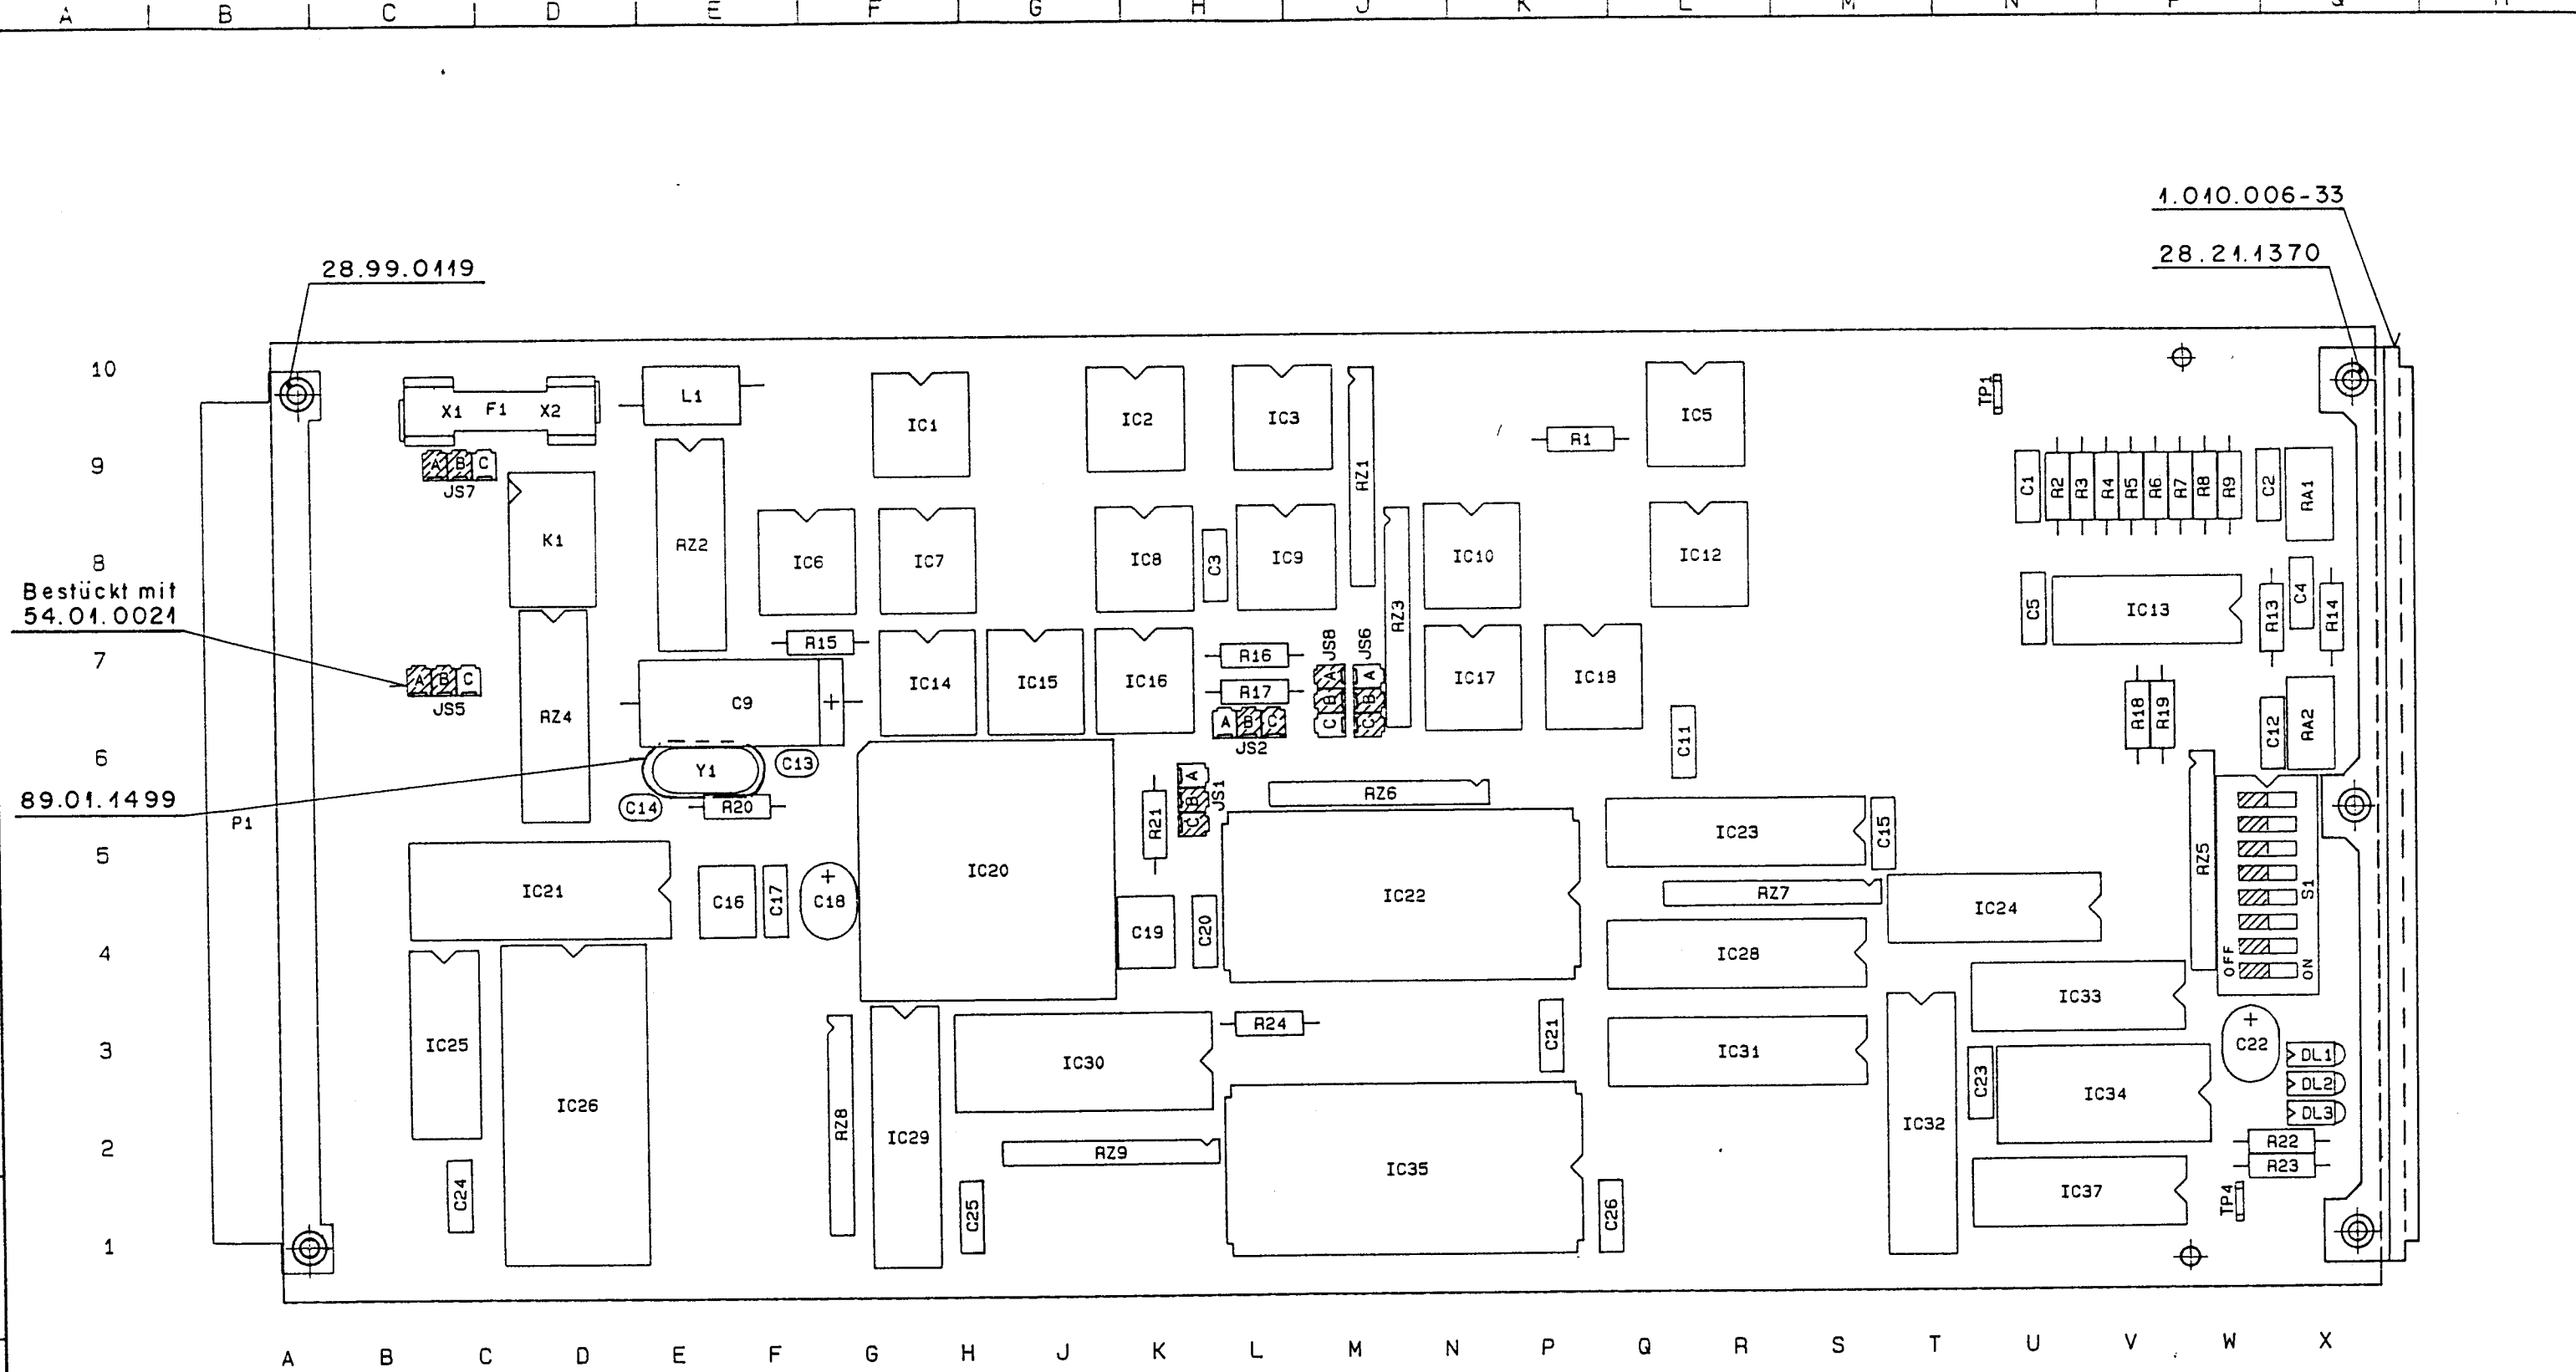 A B C D E F G H J K L M N P Q R
1.010.006-33
28.21.1370
28.99.0119
10
X1 F1 X2
L1
IC1
IC2
IC3
IC5
TP1
R1
9
A B C
JS7
RZ1
C1
R2
R3
R4
R5
R6
R7
R8
R9
C2
RA1
8
K1
RZ2
IC6
IC7
IC8
C3
IC9
IC10
IC12
Bestückt mit
54.01.0021
RZ3
C5
IC13
R13
C4
R14
7
R15
R16
JS8
JS6
A B C
JS5
RZ4
C9
+
IC14
IC15
IC16
R17
A B C
JS2
A B C
A B C
IC17
IC18
C11
R18
R19
C12
RA2
6
Y1
C13
89.01.1499
P1
C14
R20
R21
A B C
JS1
RZ6
IC23
C15
5
IC21
C16
C17
+
C18
IC20
IC22
RZ7
IC24
RZ5
S1
OFF
ON
4
C19
C20
IC28
IC33
3
IC25
IC26
RZ8
IC29
IC30
R24
C21
IC31
IC32
C23
IC34
+
C22
DL1
DL2
DL3
2
RZ9
IC35
R22
R23
C24
C25
C26
IC37
TP4
1
A B C D E F G H J K L M N P Q R S T U V W X